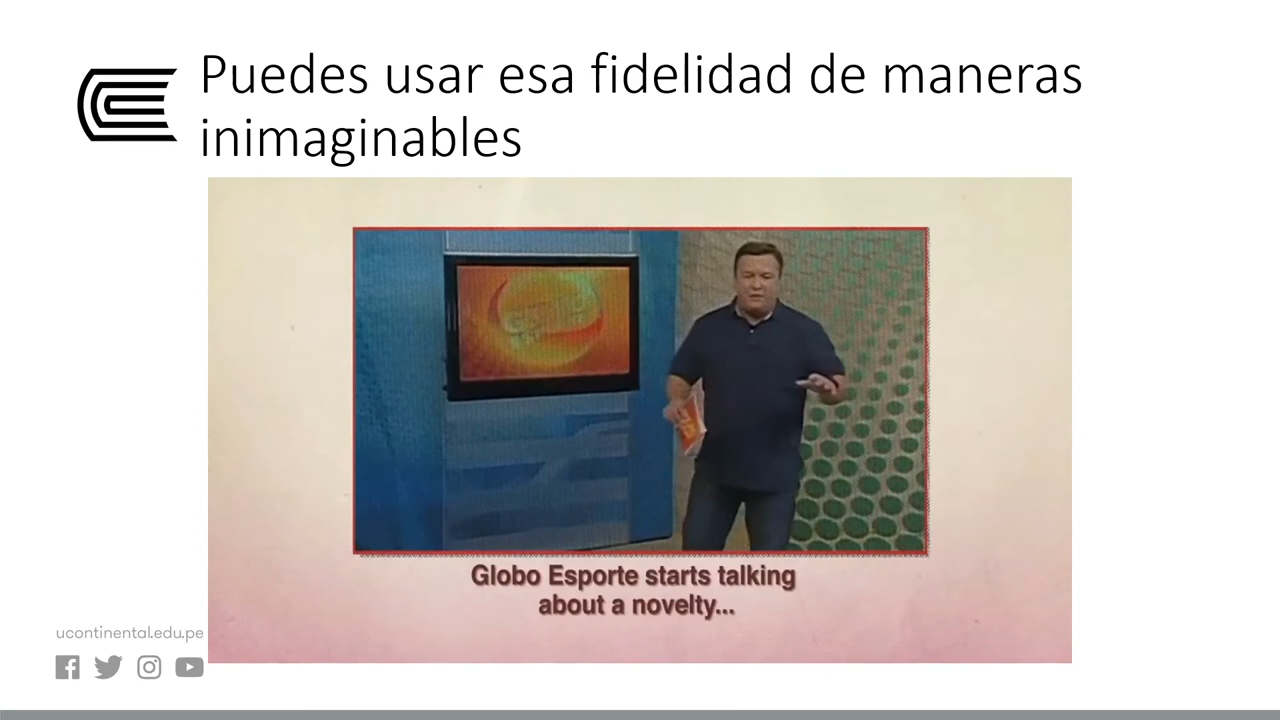 Puedes usar esa fidelidad de maneras
inimaginables
Globo Esporte starts talking
about a novelty...
ucontinental.edu.pe